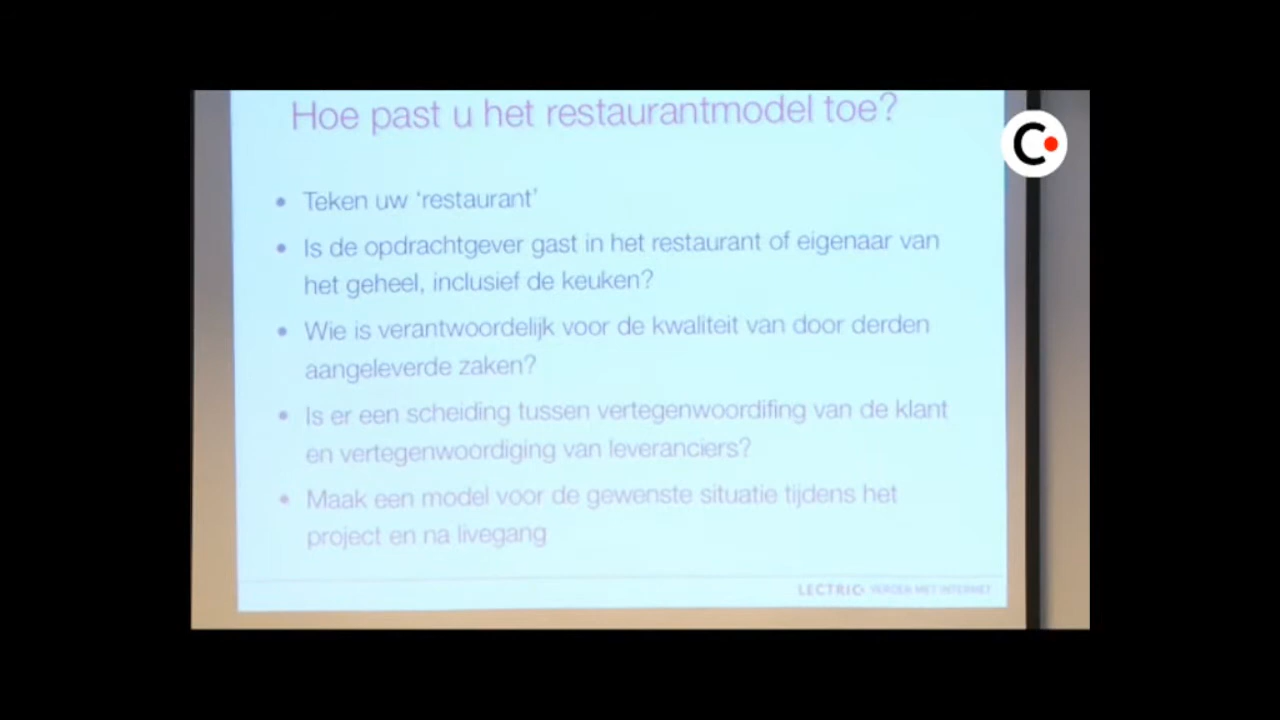 Hoe past u het restaurantmodel toe?
• Teken uw ‘restaurant’
• Is de opdrachtgever gast in het restaurant of eigenaar van
het geheel, inclusief de keuken?
• Wie is verantwoordelijk voor de kwaliteit van door derden
aangeleverde zaken?
• Is er een scheiding tussen vertegenwoordifing van de klant
en vertegenwoordiging van leveranciers?
• Maak een model voor de gewenste situatie tijdens het
project en na livegang
LECTRIC VERDER MET INTERNET